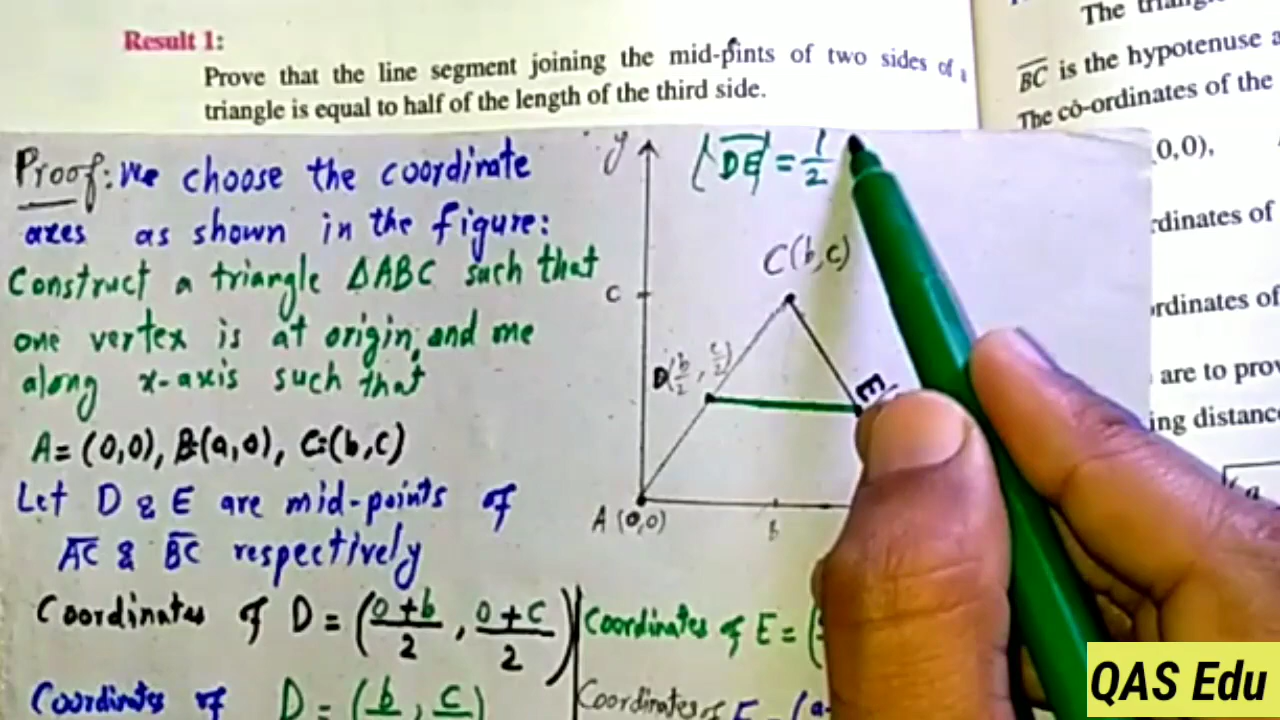 Result 1:
Prove that the line segment joining the mid-pints of two sides of a
triangle is equal to half of the length of the third side.
Proof: We choose the coordinate
axes as shown in the figure:
Construct a triangle ΔABC such that
one vertex is at origin, and one
along x-axis such that
A= (0,0), B:(a,0), C:(b,c)
Let D & E are mid-points of
AC & BC respectively
Coordinates of D = (0+b/2, 0+c/2)
Coordinates of D = (b, c)
y
|DE| = 1/2
C(b,c)
C
D(b/2, c/2)
E
A (0,0)
Coordinates of E = (
Coordinates of E = (a
The
BC is the hypotenuse a
The co-ordinates of the
(0,0),
rdinates of
rdinates of
are to prov
ing distanc
QAS Edu